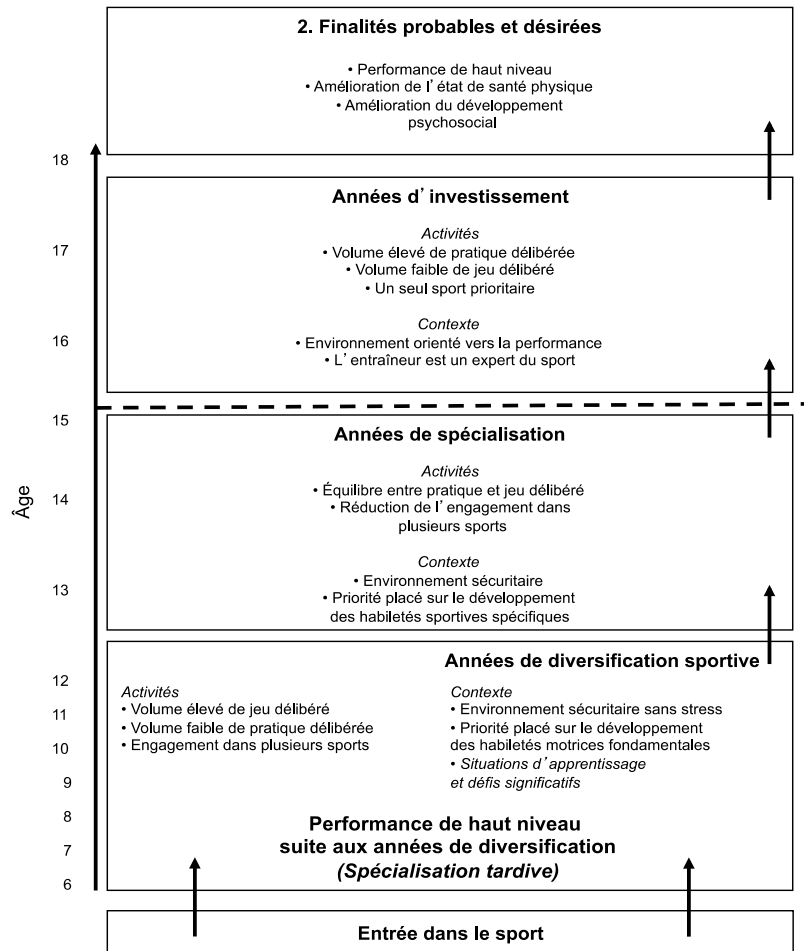 2. Finalités probables et désirées
• Performance de haut niveau
• Amélioration de l'état de santé physique
• Amélioration du développement
psychosocial
18
Années d'investissement
Activités
17
• Volume élevé de pratique délibérée
• Volume faible de jeu délibéré
• Un seul sport prioritaire
Contexte
16
• Environnement orienté vers la performance
• L'entraîneur est un expert du sport
15
Années de spécialisation
Activités
• Équilibre entre pratique et jeu délibéré
14
• Réduction de l'engagement dans
plusieurs sports
Âge
Contexte
13
• Environnement sécuritaire
• Priorité placé sur le développement
des habiletés sportives spécifiques
Années de diversification sportive
12
Activités
• Volume élevé de jeu délibéré
11
• Volume faible de pratique délibérée
10
• Engagement dans plusieurs sports
Contexte
• Environnement sécuritaire sans stress
• Priorité placé sur le développement
des habiletés motrices fondamentales
• Situations d'apprentissage
9
et défis significatifs
8
Performance de haut niveau
7
suite aux années de diversification
(Spécialisation tardive)
6
Entrée dans le sport